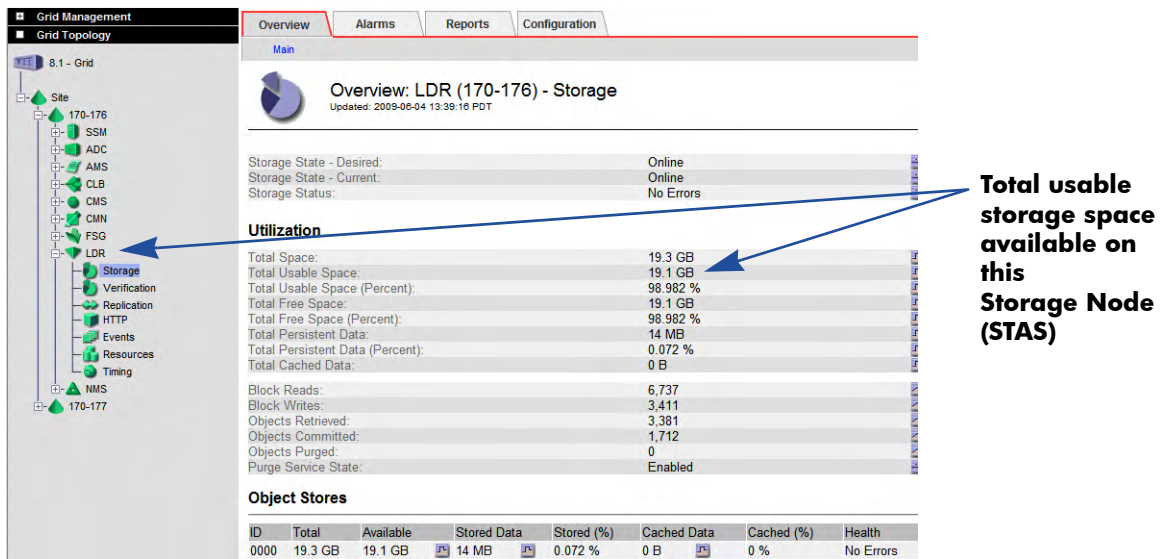 Grid Management
Grid Topology
8.1 - Grid
Site
170-176
SSM
ADC
AMS
CLB
CMS
CMN
FSG
LDR
Storage
Verification
Replication
HTTP
Events
Resources
Timing
NMS
170-177
Overview Alarms Reports Configuration
Main
Overview: LDR (170-176) - Storage
Updated: 2009-06-04 13:39:16 PDT
Storage State - Desired: Online
Storage State - Current: Online
Storage Status: No Errors
Utilization
Total Space: 19.3 GB
Total Usable Space: 19.1 GB
Total Usable Space (Percent): 98.982 %
Total Free Space: 19.1 GB
Total Free Space (Percent): 98.982 %
Total Persistent Data: 14 MB
Total Persistent Data (Percent): 0.072 %
Total Cached Data: 0 B
Block Reads: 6,737
Block Writes: 3,411
Objects Retrieved: 3,381
Objects Committed: 1,712
Objects Purged: 0
Purge Service State: Enabled
Object Stores
ID Total Available Stored Data Stored (%) Cached Data Cached (%) Health
0000 19.3 GB 19.1 GB 14 MB 0.072 % 0 B 0 % No Errors
Total usable
storage space
available on
this
Storage Node
(STAS)